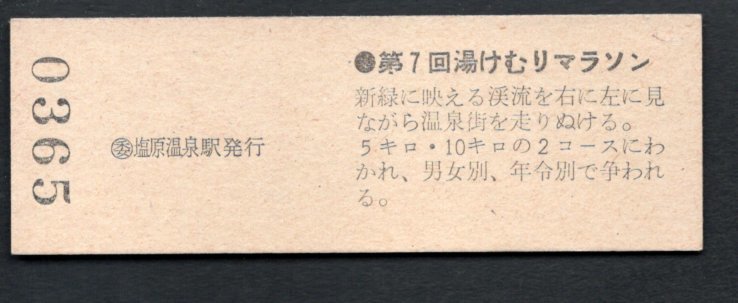 0365
㊤塩原温泉駅発行
●第7回湯けむりマラソン
新緑に映える渓流を右に左に見
ながら温泉街を走りぬける。
5キロ・10キロの2コースにわ
かれ、男女別、年令別で争われ
る。